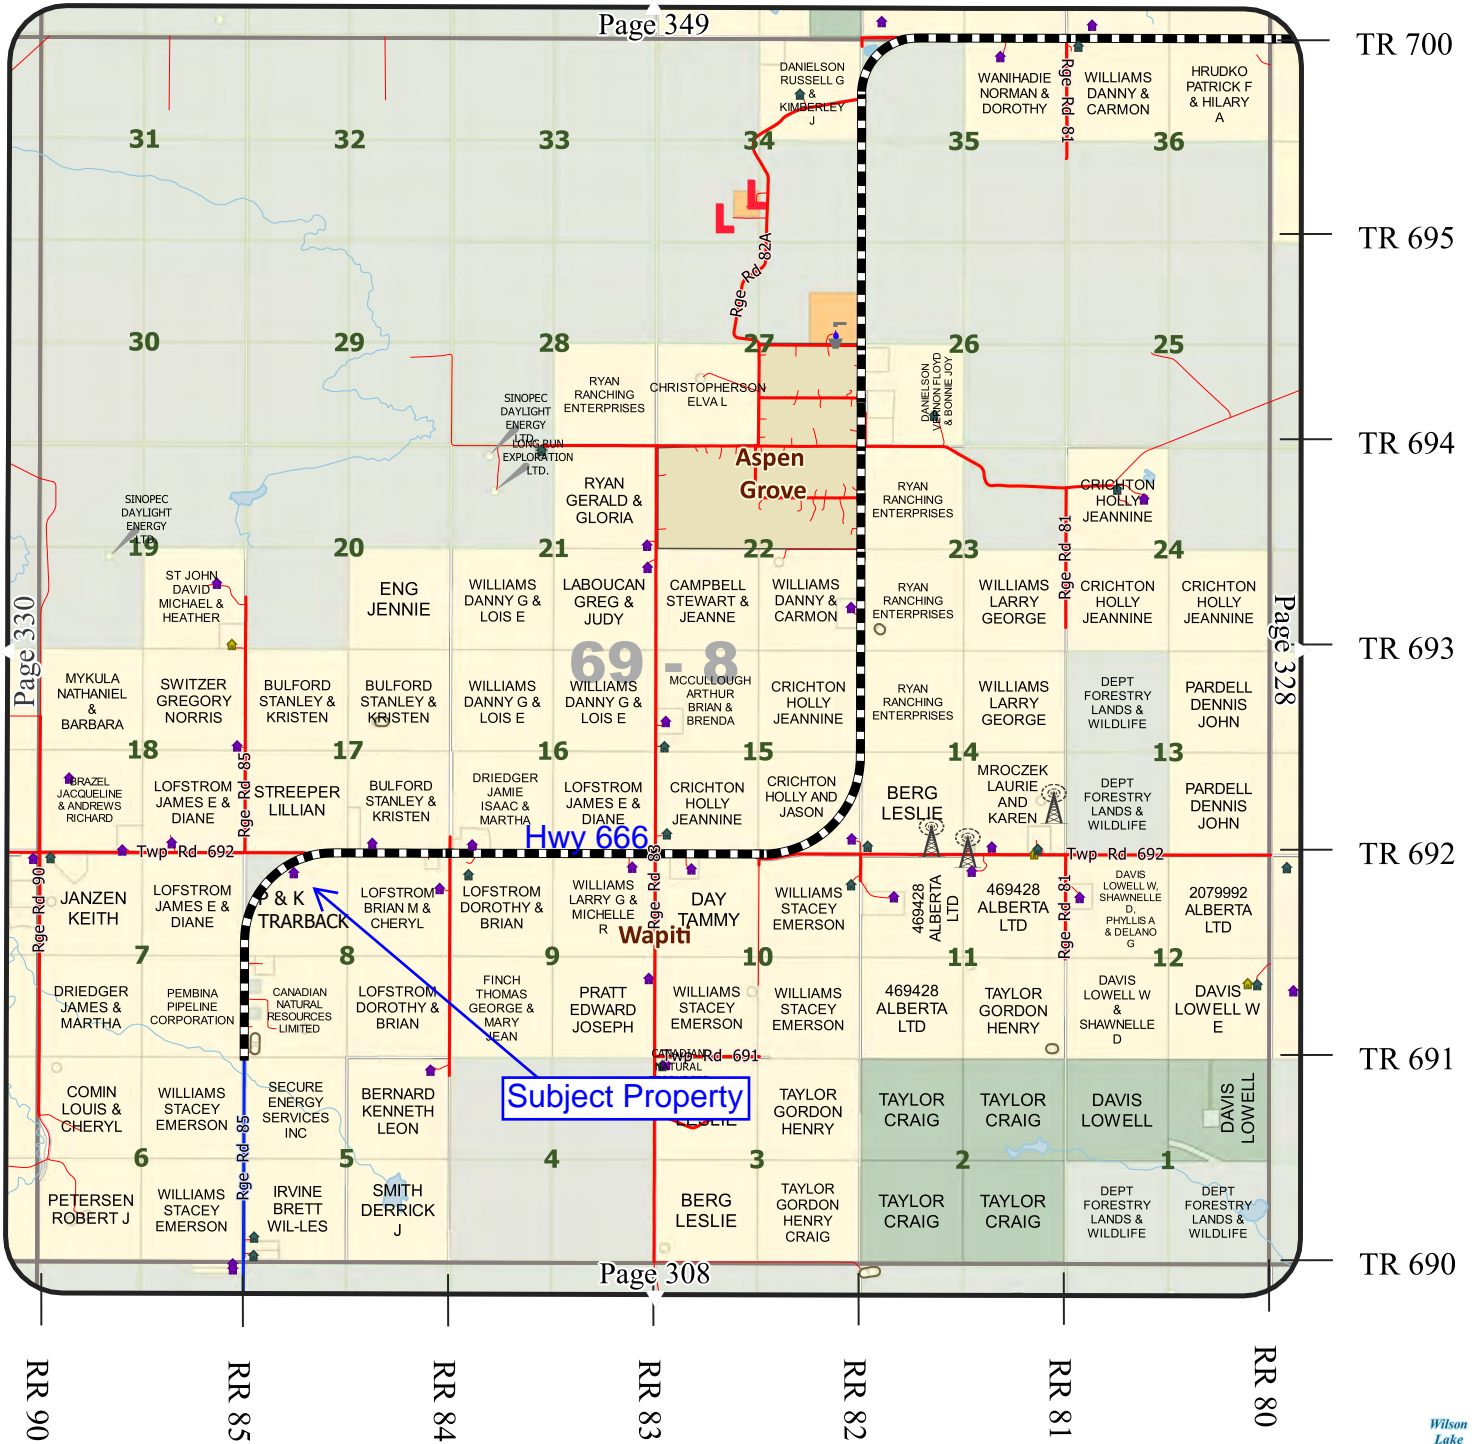 Page 349
TR 700
DANIELSON
RUSSELL G
&
KIMBERLEY
J
WANIHADIE
NORMAN &
DOROTHY
Rge Rd 81
WILLIAMS
DANNY &
CARMON
HRUDKO
PATRICK F
& HILARY
A
31
32
33
34
35
36
L
L
Rge Rd 82A
TR 695
30
29
28
27
26
25
RYAN
RANCHING
ENTERPRISES
CHRISTOPHERSON
ELVA L
DANIELSON
VERNON FLOYD
& BONNIE JOY
SINOPEC
DAYLIGHT
ENERGY
LTD.
LONG RUN
EXPLORATION
LTD.
TR 694
Aspen
Grove
SINOPEC
DAYLIGHT
ENERGY
LTD.
RYAN
GERALD &
GLORIA
RYAN
RANCHING
ENTERPRISES
Rge Rd 81
CRICHTON
HOLLY
JEANNINE
19
20
21
22
23
24
ST JOHN
DAVID
MICHAEL &
HEATHER
ENG
JENNIE
WILLIAMS
DANNY G &
LOIS E
LABOUCAN
GREG &
JUDY
CAMPBELL
STEWART &
JEANNE
WILLIAMS
DANNY &
CARMON
RYAN
RANCHING
ENTERPRISES
WILLIAMS
LARRY
GEORGE
CRICHTON
HOLLY
JEANNINE
CRICHTON
HOLLY
JEANNINE
Page 330
69 - 8
Page 328
TR 693
MYKULA
NATHANIEL
&
BARBARA
SWITZER
GREGORY
NORRIS
BULFORD
STANLEY &
KRISTEN
BULFORD
STANLEY &
KRISTEN
WILLIAMS
DANNY G &
LOIS E
WILLIAMS
DANNY G &
LOIS E
MCCULLOUGH
ARTHUR
BRIAN &
BRENDA
CRICHTON
HOLLY
JEANNINE
RYAN
RANCHING
ENTERPRISES
WILLIAMS
LARRY
GEORGE
DEPT
FORESTRY
LANDS &
WILDLIFE
PARDELL
DENNIS
JOHN
18
17
16
15
14
13
BRAZEL
JACQUELINE
& ANDREWS
RICHARD
LOFSTROM
JAMES E &
DIANE
Rge Rd 85
STREEPER
LILLIAN
BULFORD
STANLEY &
KRISTEN
DRIEDGER
JAMIE
ISAAC &
MARTHA
LOFSTROM
JAMES E &
DIANE
CRICHTON
HOLLY
JEANNINE
CRICHTON
HOLLY AND
JASON
BERG
LESLIE
MROCZEK
LAURIE
AND
KAREN
DEPT
FORESTRY
LANDS &
WILDLIFE
PARDELL
DENNIS
JOHN
Hwy 666
Twp Rd 692
Twp Rd 692
TR 692
Rge Rd 90
JANZEN
KEITH
LOFSTROM
JAMES E &
DIANE
P & K
TRARBACK
LOFSTROM
BRIAN M &
CHERYL
LOFSTROM
DOROTHY &
BRIAN
WILLIAMS
LARRY G &
MICHELLE
R
Rge Rd 83
DAY
TAMMY
WILLIAMS
STACEY
EMERSON
469428
ALBERTA
LTD
469428
ALBERTA
LTD
Rge Rd 81
DAVIS
LOWELL W,
SHAWNELLE
D,
PHYLLIS A
& DELANO
G
2079992
ALBERTA
LTD
Wapiti
7
8
9
10
11
12
DRIEDGER
JAMES &
MARTHA
PEMBINA
PIPELINE
CORPORATION
CANADIAN
NATURAL
RESOURCES
LIMITED
LOFSTROM
DOROTHY &
BRIAN
FINCH
THOMAS
GEORGE &
MARY
JEAN
PRATT
EDWARD
JOSEPH
WILLIAMS
STACEY
EMERSON
WILLIAMS
STACEY
EMERSON
469428
ALBERTA
LTD
TAYLOR
GORDON
HENRY
DAVIS
LOWELL W
&
SHAWNELLE
D
DAVIS
LOWELL W
E
Twp Rd 691
TR 691
CANADIAN
NATURAL
Subject Property
COMIN
LOUIS &
CHERYL
WILLIAMS
STACEY
EMERSON
Rge Rd 85
SECURE
ENERGY
SERVICES
INC
BERNARD
KENNETH
LEON
LESLIE
TAYLOR
GORDON
HENRY
TAYLOR
CRAIG
TAYLOR
CRAIG
DAVIS
LOWELL
DAVIS
LOWELL
6
5
4
3
2
1
PETERSEN
ROBERT J
WILLIAMS
STACEY
EMERSON
IRVINE
BRETT
WIL-LES
SMITH
DERRICK
J
BERG
LESLIE
TAYLOR
GORDON
HENRY
CRAIG
TAYLOR
CRAIG
TAYLOR
CRAIG
DEPT
FORESTRY
LANDS &
WILDLIFE
DEPT
FORESTRY
LANDS &
WILDLIFE
Page 308
TR 690
RR 90
RR 85
RR 84
RR 83
RR 82
RR 81
RR 80
Wilson
Lake